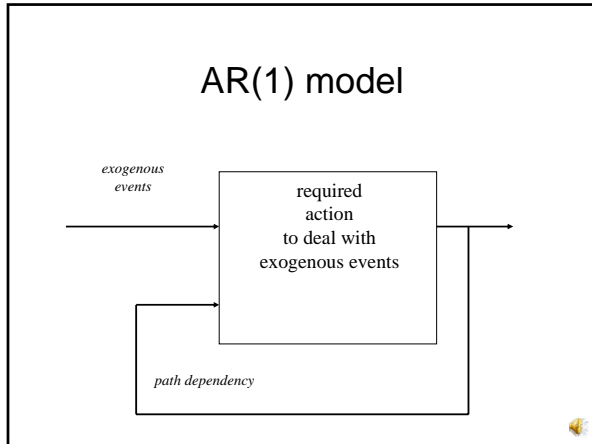 AR(1) model
exogenous
events
required
action
to deal with
exogenous events
path dependency